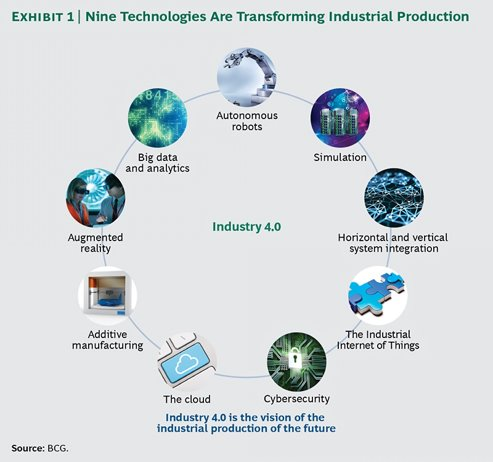 EXHIBIT 1 | Nine Technologies Are Transforming Industrial Production
Autonomous
robots
Simulation
Horizontal and vertical
system integration
The Industrial
Internet of Things
Cybersecurity
The cloud
Additive
manufacturing
Augmented
reality
Big data
and analytics
Industry 4.0
Industry 4.0 is the vision of the
industrial production of the future
Source: BCG.